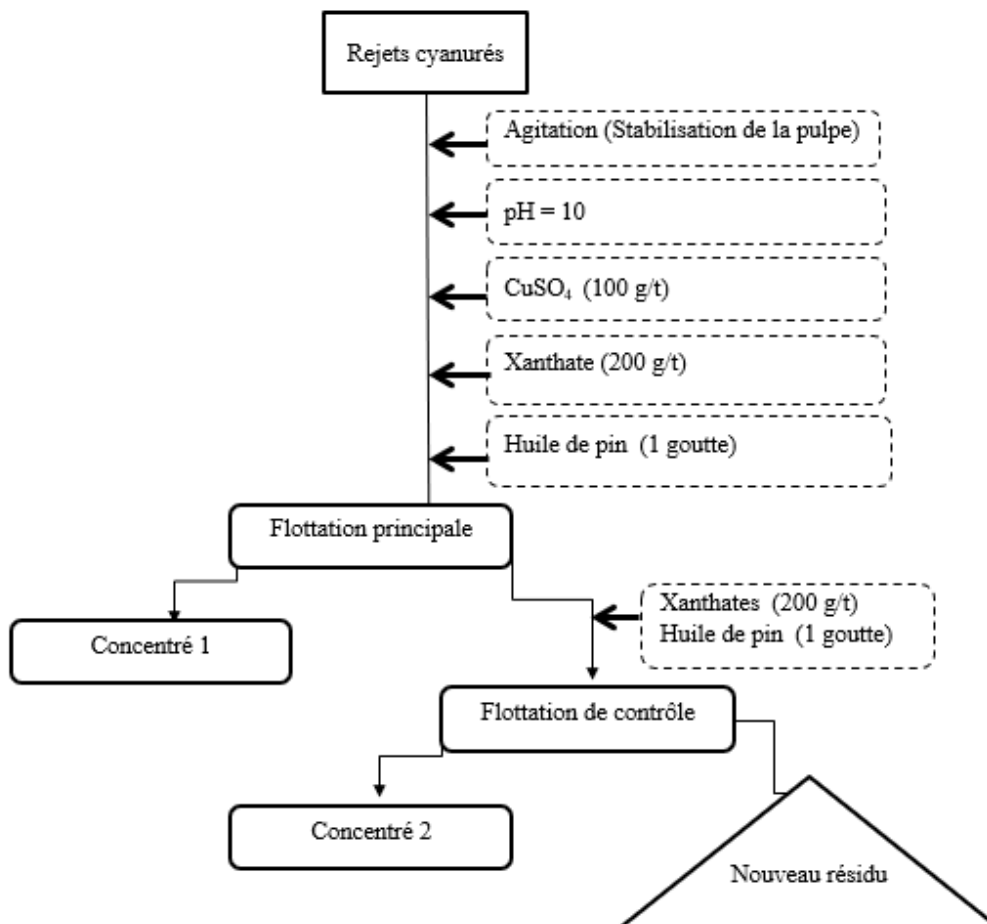 Rejets cyanurés
Agitation (Stabilisation de la pulpe)
pH = 10
CuSO₄ (100 g/t)
Xanthate (200 g/t)
Huile de pin (1 goutte)
Flottation principale
Xanthates (200 g/t)
Huile de pin (1 goutte)
Concentré 1
Flottation de contrôle
Concentré 2
Nouveau résidu